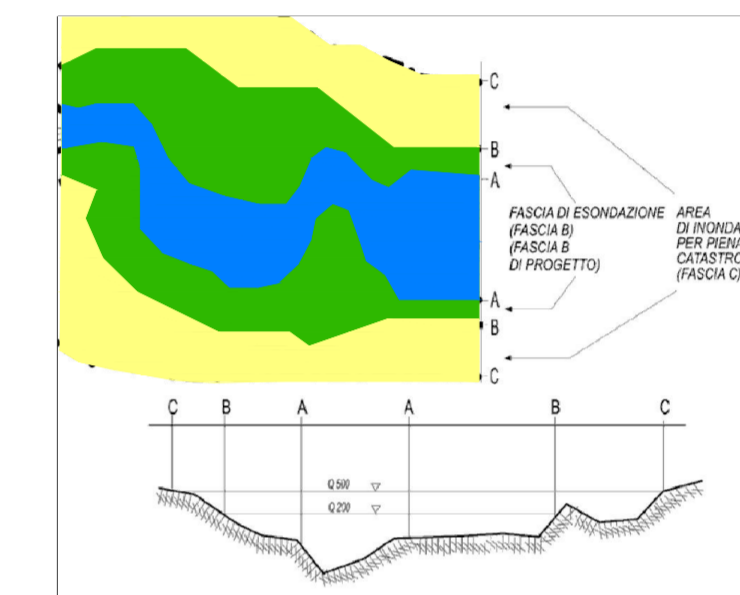 C
B
A
FASCIA DI ESONDAZIONE
(FASCIA B)
(FASCIA B
DI PROGETTO)
AREA
DI INONDA
PER PIENA
CATASTRO
(FASCIA C)
A
B
C
C B A A B C
Q 500
Q 200